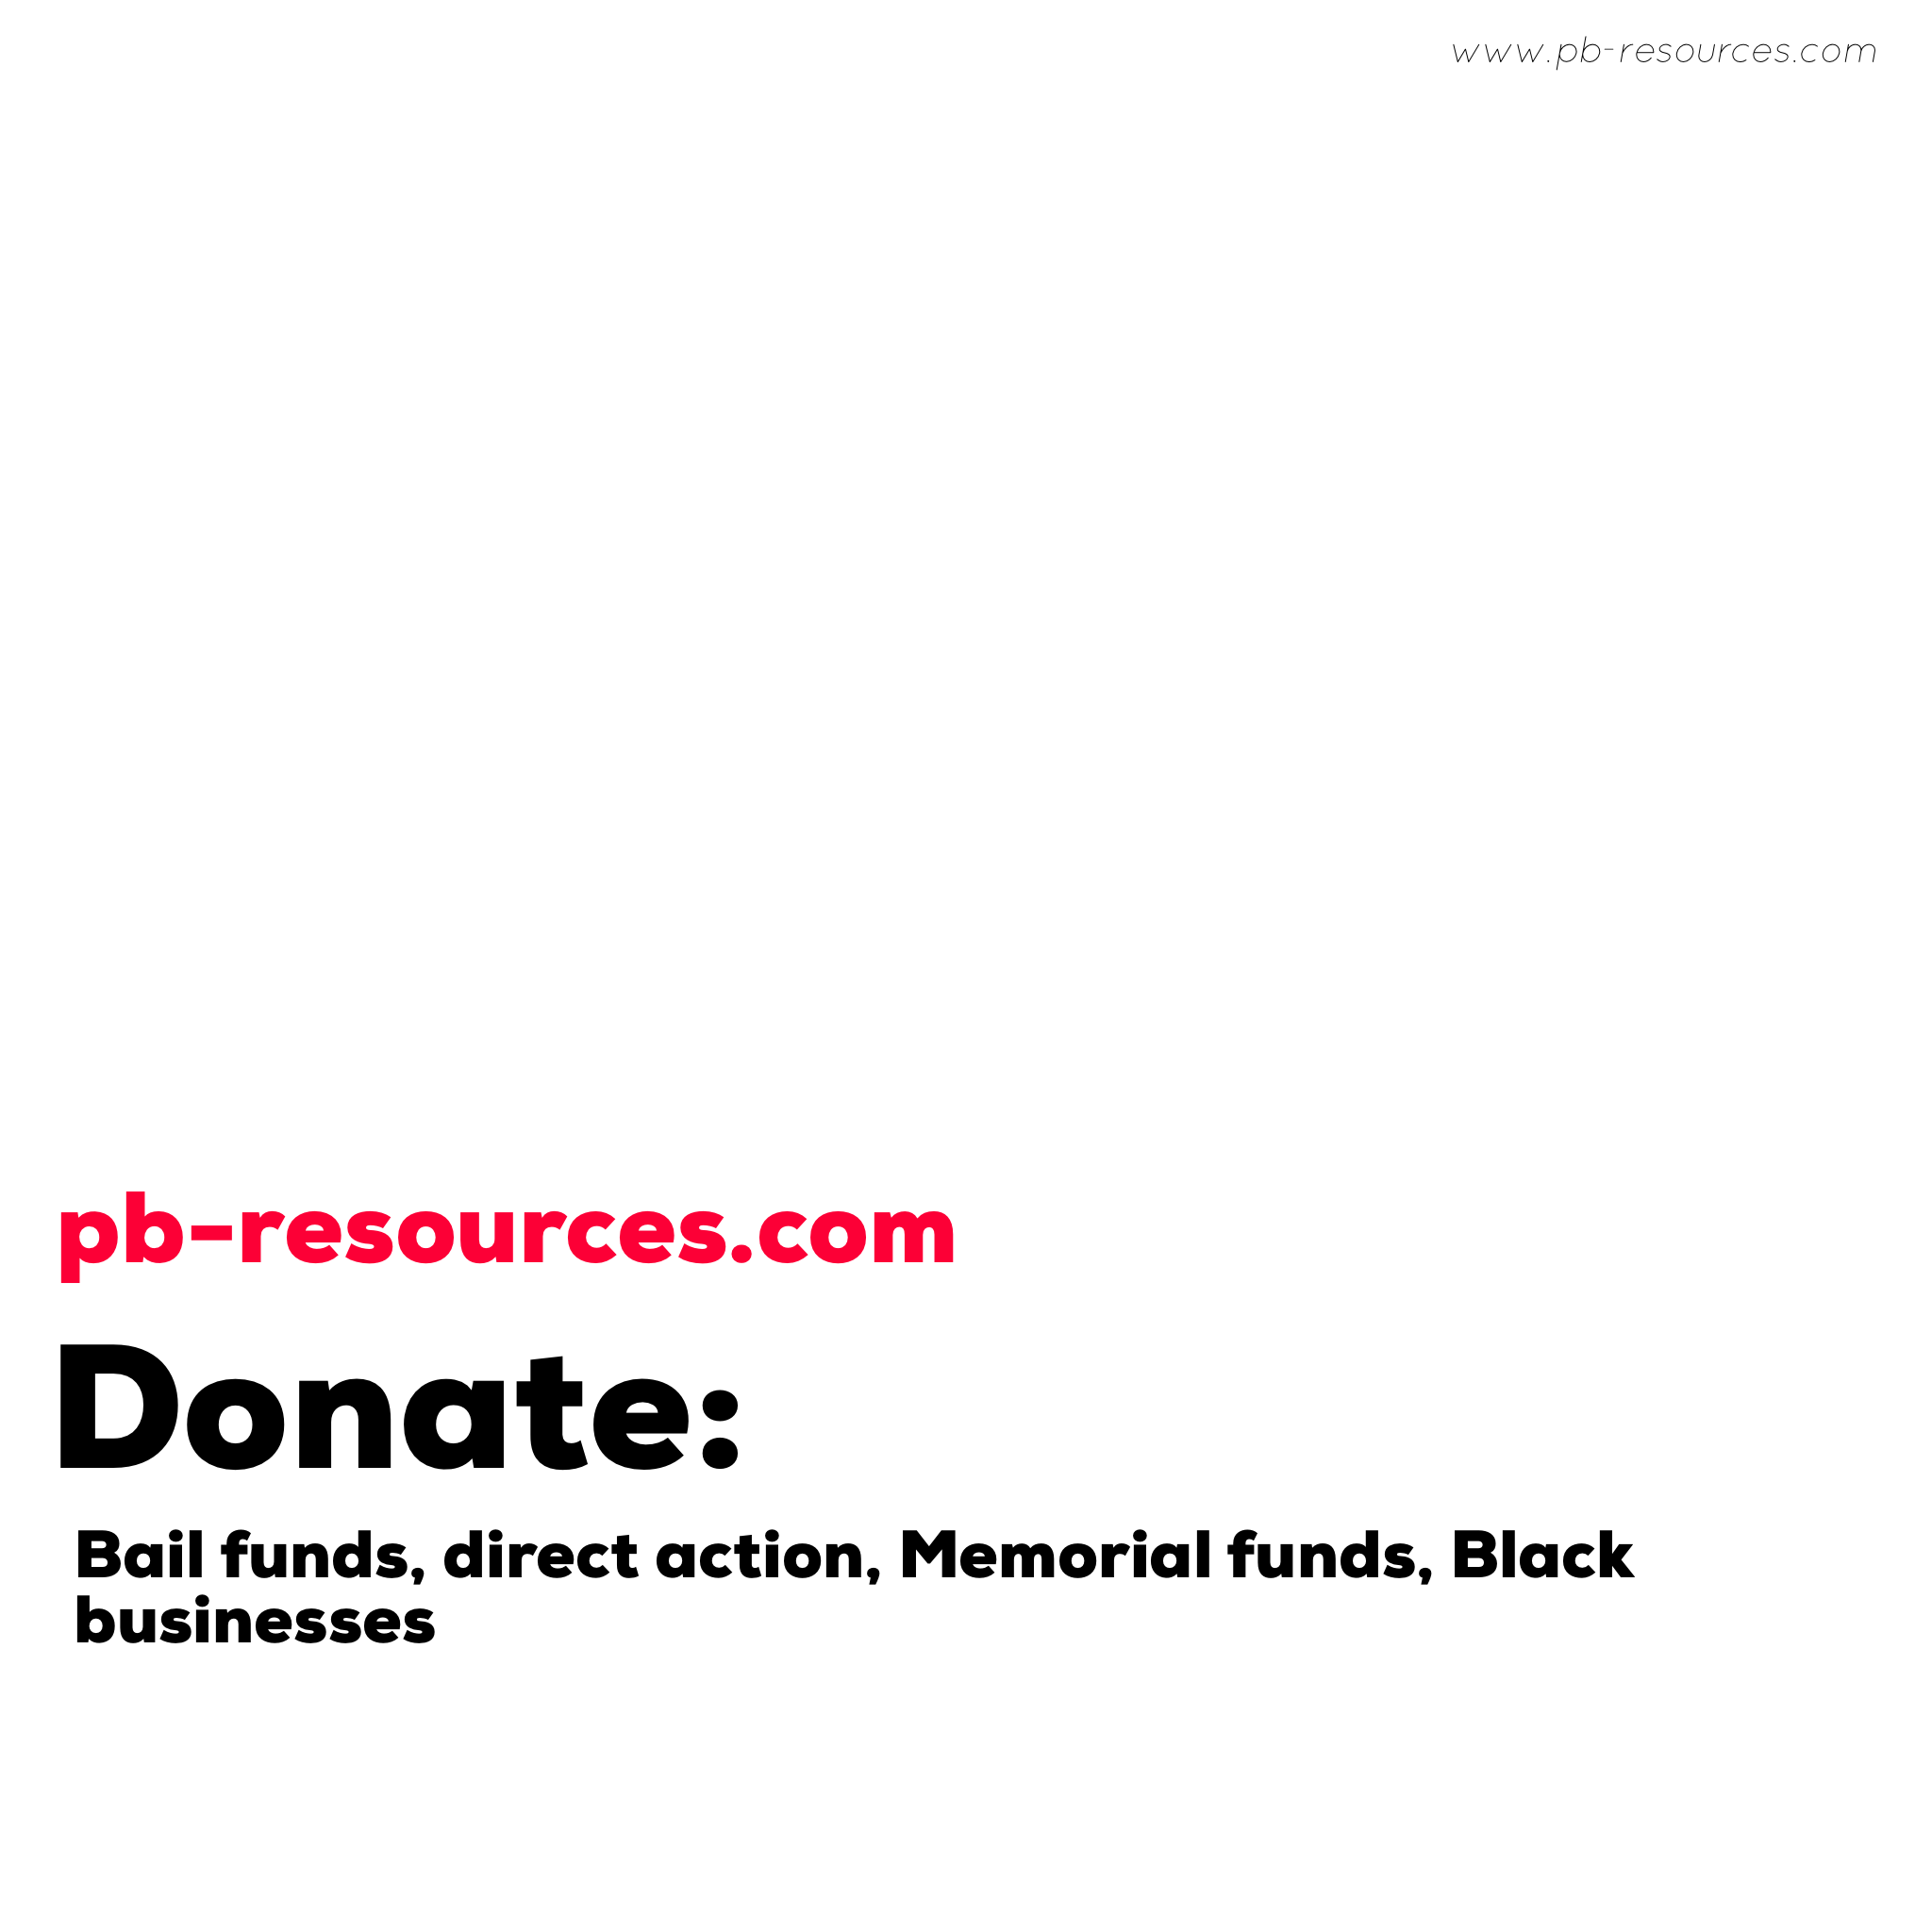 www.pb-resources.com
pb-resources.com
Donate:
Bail funds, direct action, Memorial funds, Black
businesses